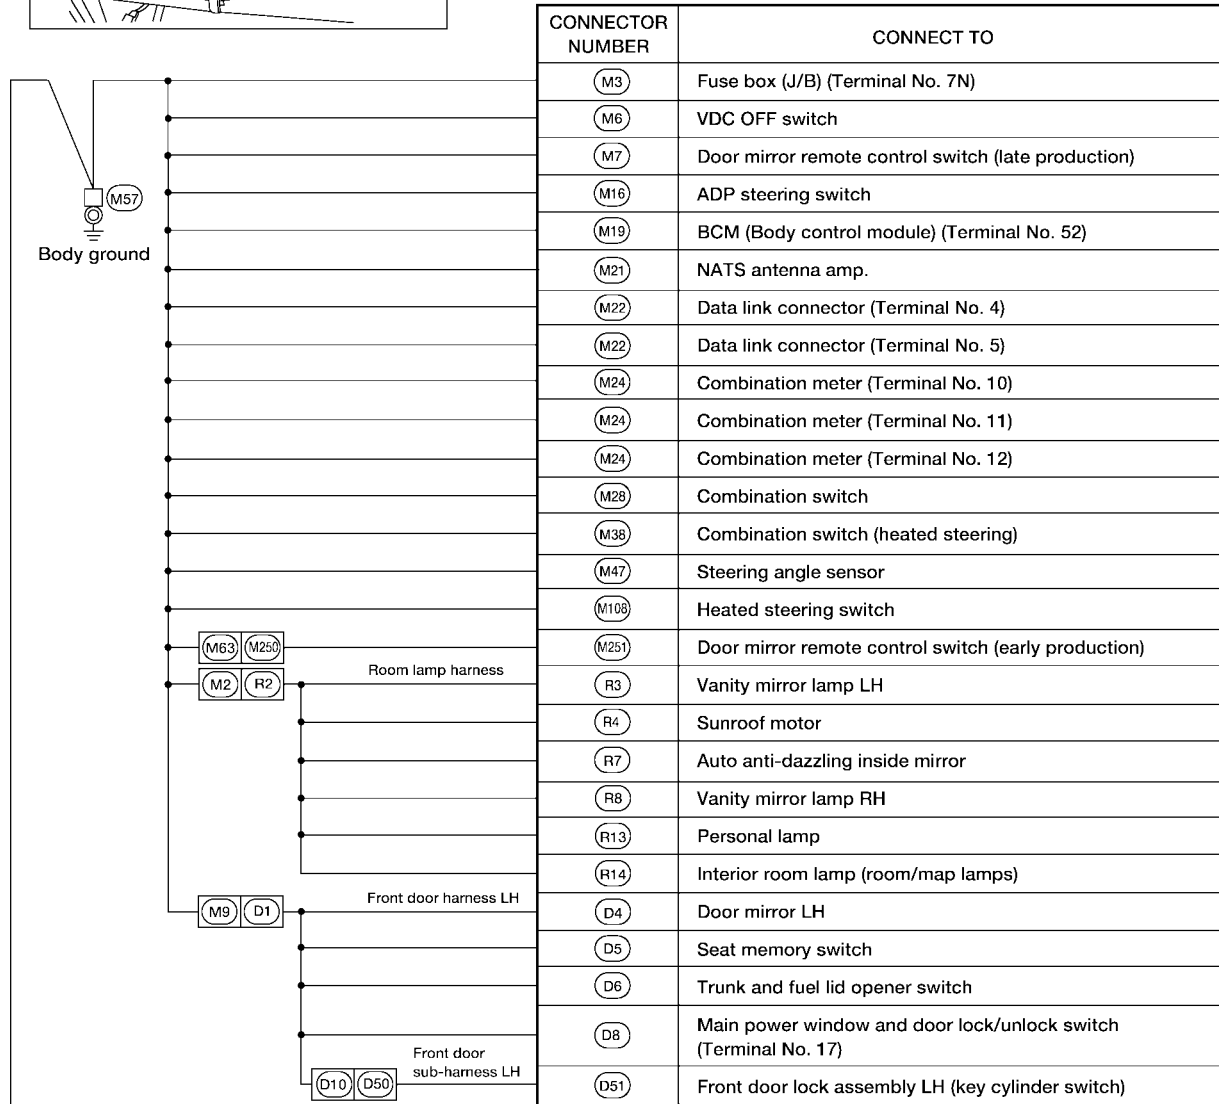 CONNECTOR NUMBER CONNECT TO
M3 Fuse box (J/B) (Terminal No. 7N)
M6 VDC OFF switch
M7 Door mirror remote control switch (late production)
M57
M16 ADP steering switch
M19 BCM (Body control module) (Terminal No. 52)
Body ground
M21 NATS antenna amp.
M22 Data link connector (Terminal No. 4)
M22 Data link connector (Terminal No. 5)
M24 Combination meter (Terminal No. 10)
M24 Combination meter (Terminal No. 11)
M24 Combination meter (Terminal No. 12)
M28 Combination switch
M38 Combination switch (heated steering)
M47 Steering angle sensor
M108 Heated steering switch
M63 M250 M251 Door mirror remote control switch (early production)
Room lamp harness
M2 R2 R3 Vanity mirror lamp LH
R4 Sunroof motor
R7 Auto anti-dazzling inside mirror
R8 Vanity mirror lamp RH
R13 Personal lamp
R14 Interior room lamp (room/map lamps)
Front door harness LH
M9 D1 D4 Door mirror LH
D5 Seat memory switch
D6 Trunk and fuel lid opener switch
D8 Main power window and door lock/unlock switch
(Terminal No. 17)
Front door
sub-harness LH
D10 D50 D51 Front door lock assembly LH (key cylinder switch)